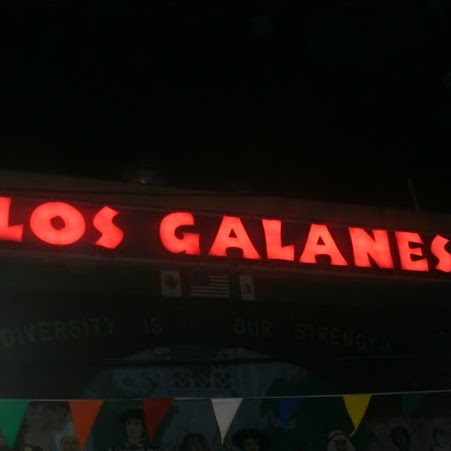 LOS GALANES
DIVERSITY IS OUR STRENGTH